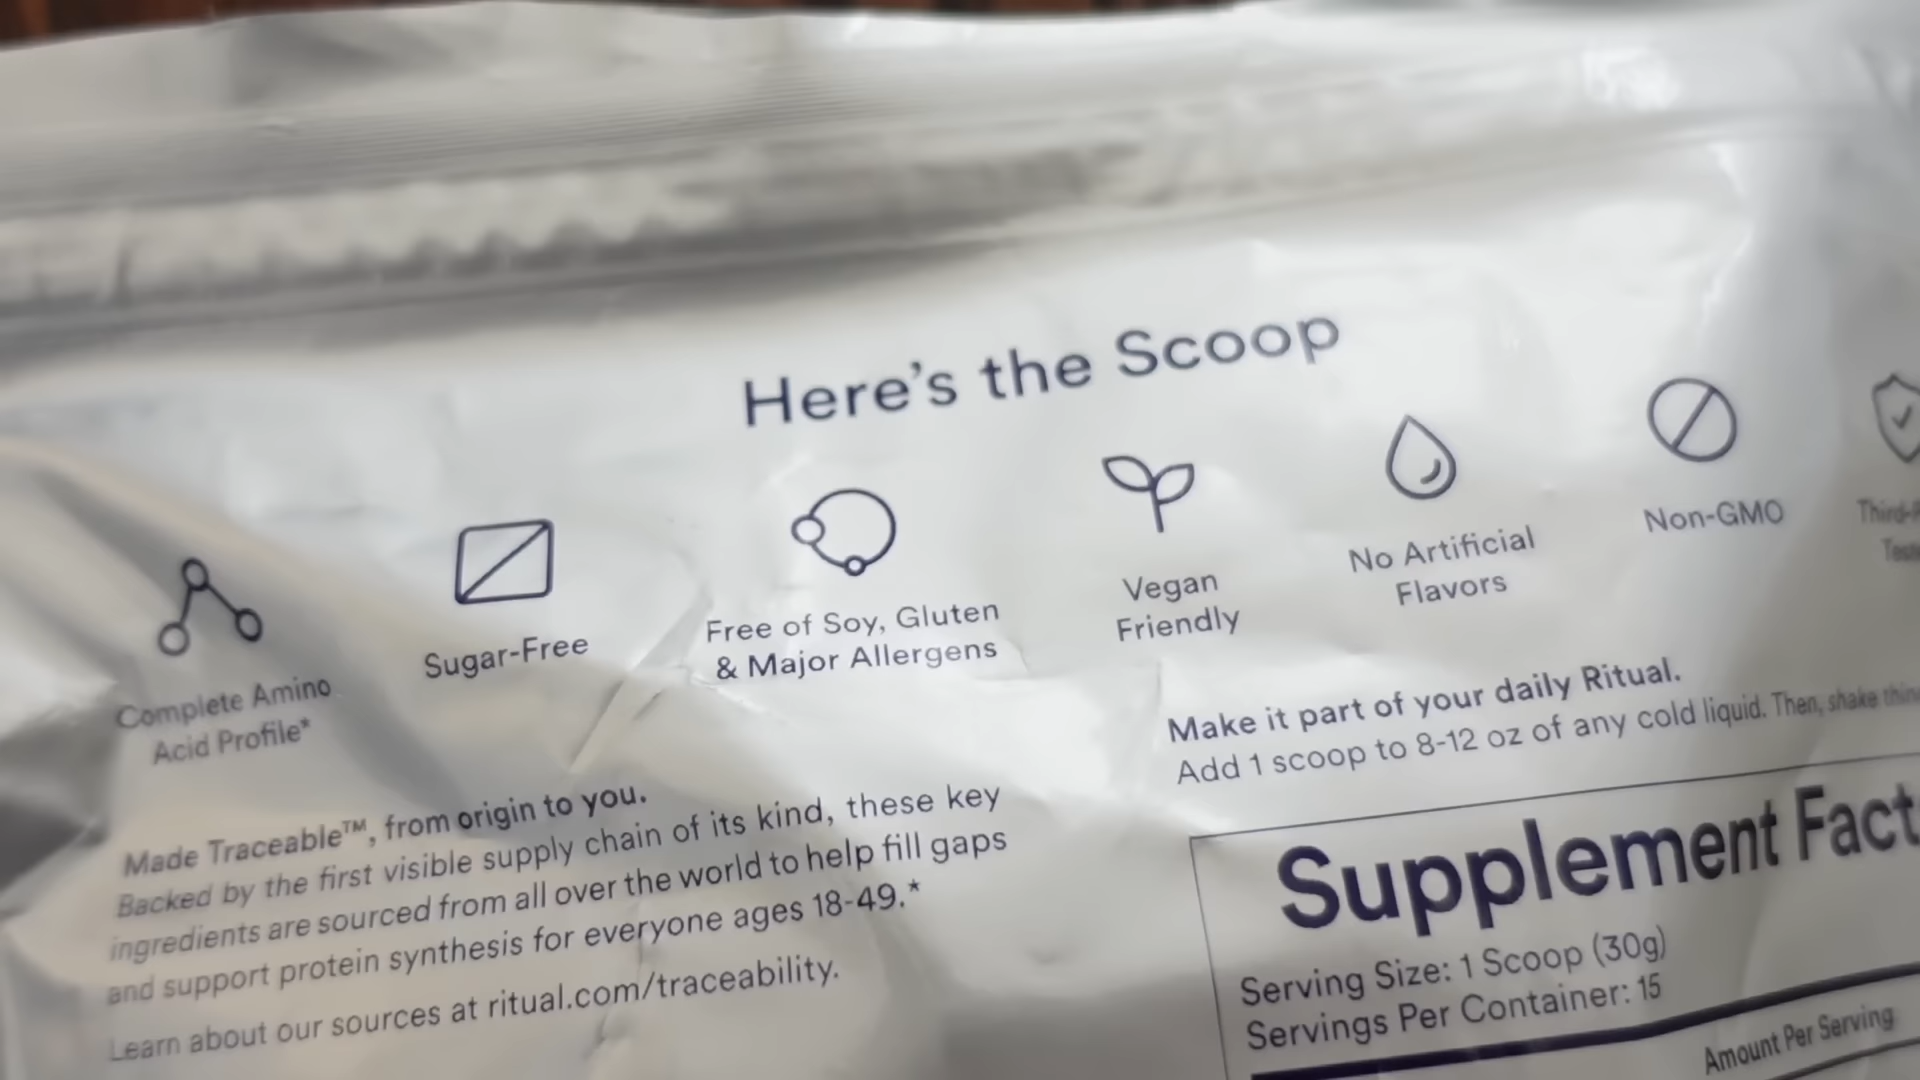 Here's the Scoop
Complete Amino
Acid Profile*
Sugar-Free
Free of Soy, Gluten
& Major Allergens
Vegan
Friendly
No Artificial
Flavors
Non-GMO
Made Traceable™, from origin to you.
Backed by the first visible supply chain of its kind, these key
ingredients are sourced from all over the world to help fill gaps
and support protein synthesis for everyone ages 18-49.*
Learn about our sources at ritual.com/traceability.
Make it part of your daily Ritual.
Add 1 scoop to 8-12 oz of any cold liquid. Then, shake
Supplement
Serving Size: 1 Scoop (30g)
Servings Per Container: 15
Amount Per Serving